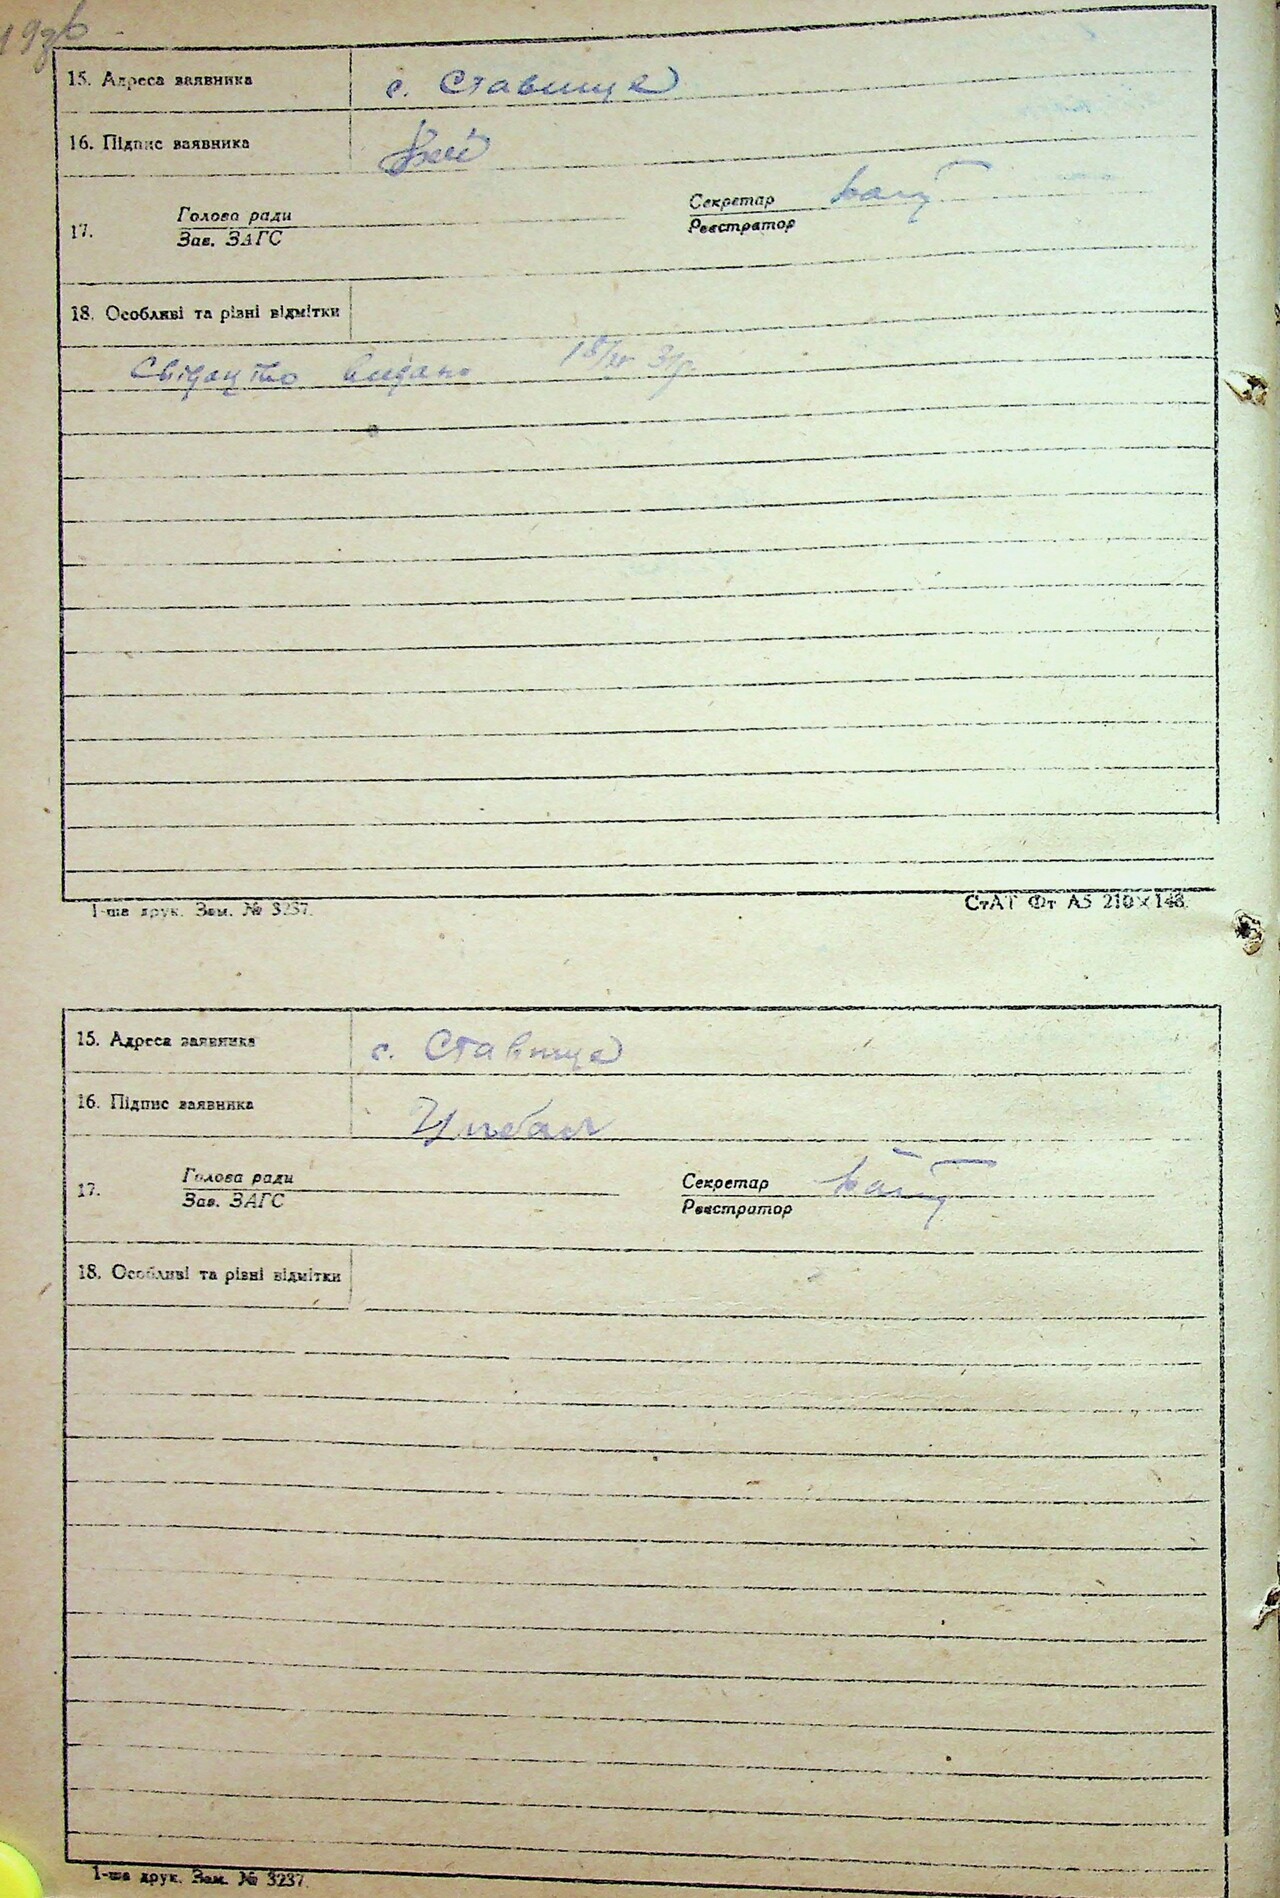 15. Адреса заявника с. Ставище
16. Підпис заявника
17. Голова ради Секретар
Зав. ЗАГС Реєстратор
18. Особливі та різні відмітки
Свідоцтво видано 18/IV 31р.
1-ша друк. Зам. № 3237. СтАТ Фт А5 210×148.
15. Адреса заявника с. Ставище
16. Підпис заявника
17. Голова ради Секретар
Зав. ЗАГС Реєстратор
18. Особливі та різні відмітки
1-ша друк. Зам. № 3237.